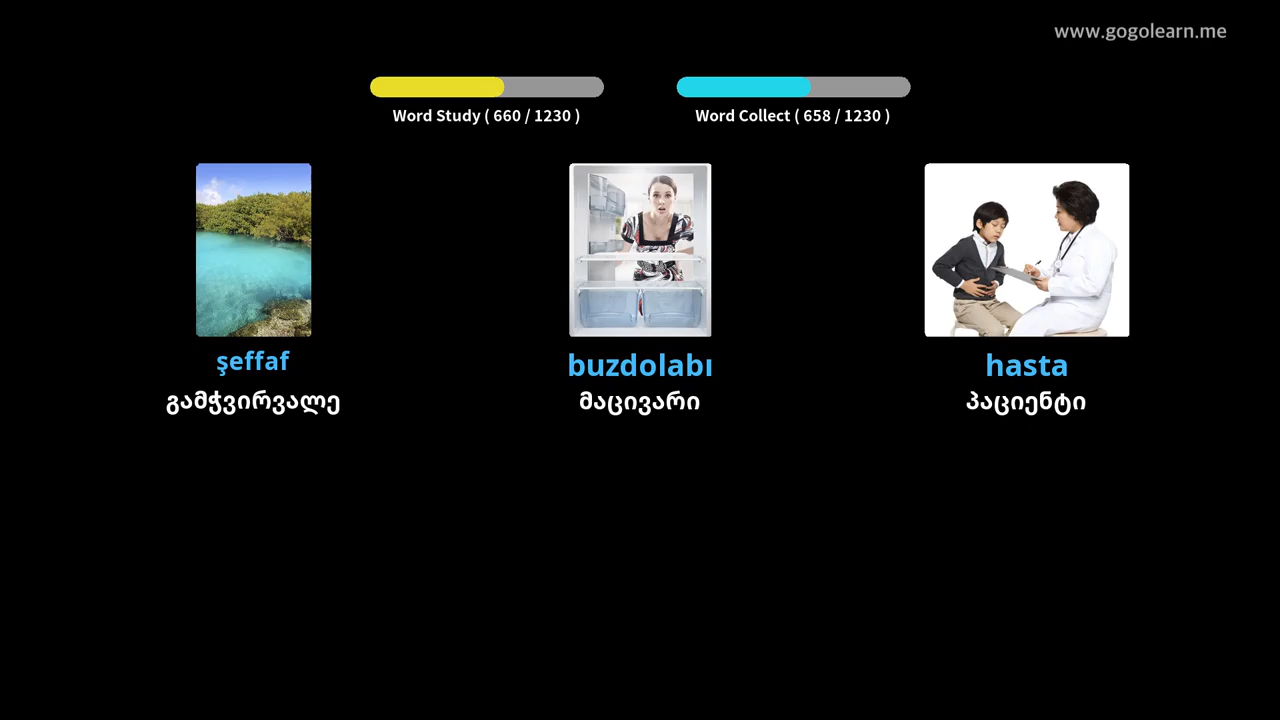 www.gogolearn.me
Word Study ( 660 / 1230 )
Word Collect ( 658 / 1230 )
şeffaf
გამჭვირვალე
buzdolabı
მაცივარი
hasta
პაციენტი